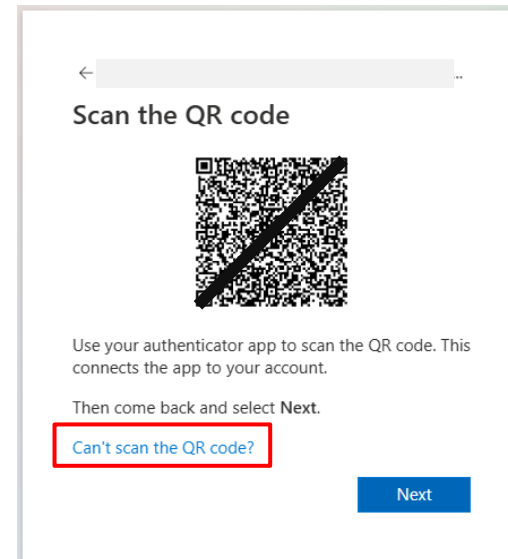 Scan the QR code
Use your authenticator app to scan the QR code. This
connects the app to your account.
Then come back and select Next.
Can't scan the QR code?
Next